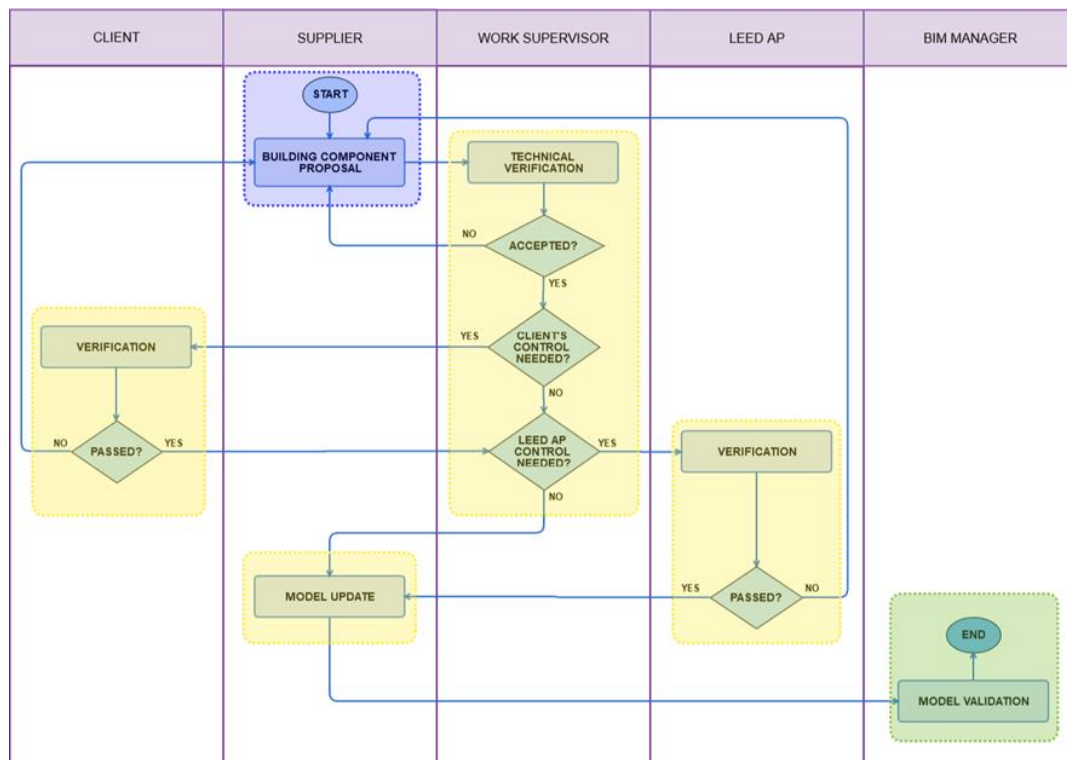 CLIENT
SUPPLIER
WORK SUPERVISOR
LEED AP
BIM MANAGER
START
BUILDING COMPONENT
PROPOSAL
TECHNICAL
VERIFICATION
NO
ACCEPTED?
YES
VERIFICATION
YES
CLIENT'S
CONTROL
NEEDED?
NO
NO
PASSED?
YES
LEED AP
CONTROL
NEEDED?
YES
VERIFICATION
NO
MODEL UPDATE
YES
PASSED?
NO
END
MODEL VALIDATION